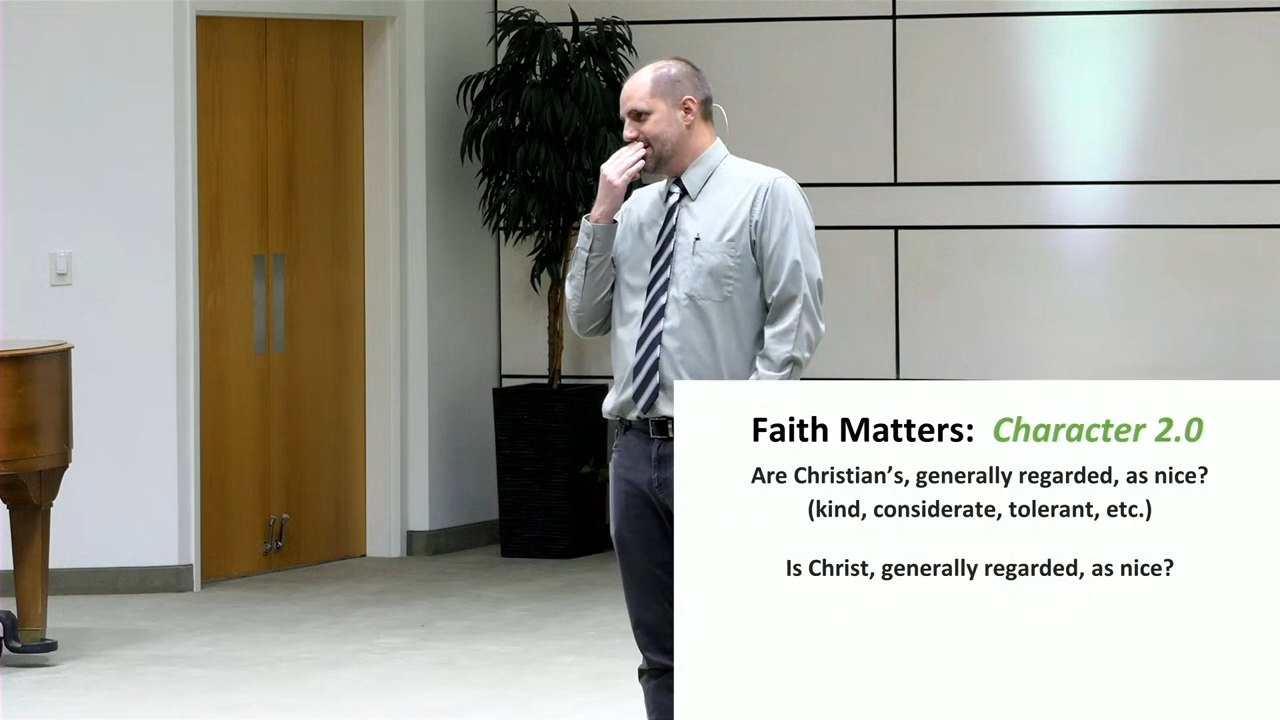 Faith Matters: Character 2.0
Are Christian’s, generally regarded, as nice?
(kind, considerate, tolerant, etc.)
Is Christ, generally regarded, as nice?